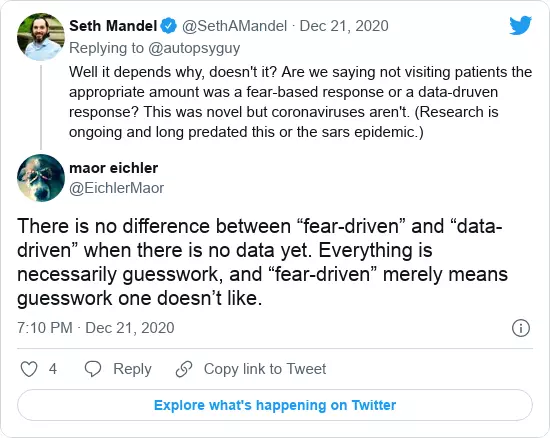 Seth Mandel @SethAMandel · Dec 21, 2020
Replying to @autopsyguy
Well it depends why, doesn't it? Are we saying not visiting patients the
appropriate amount was a fear-based response or a data-druven
response? This was novel but coronaviruses aren't. (Research is
ongoing and long predated this or the sars epidemic.)
maor eichler
@EichlerMaor
There is no difference between “fear-driven” and “data-
driven” when there is no data yet. Everything is
necessarily guesswork, and “fear-driven” merely means
guesswork one doesn’t like.
7:10 PM · Dec 21, 2020
4 Reply Copy link to Tweet
Explore what's happening on Twitter